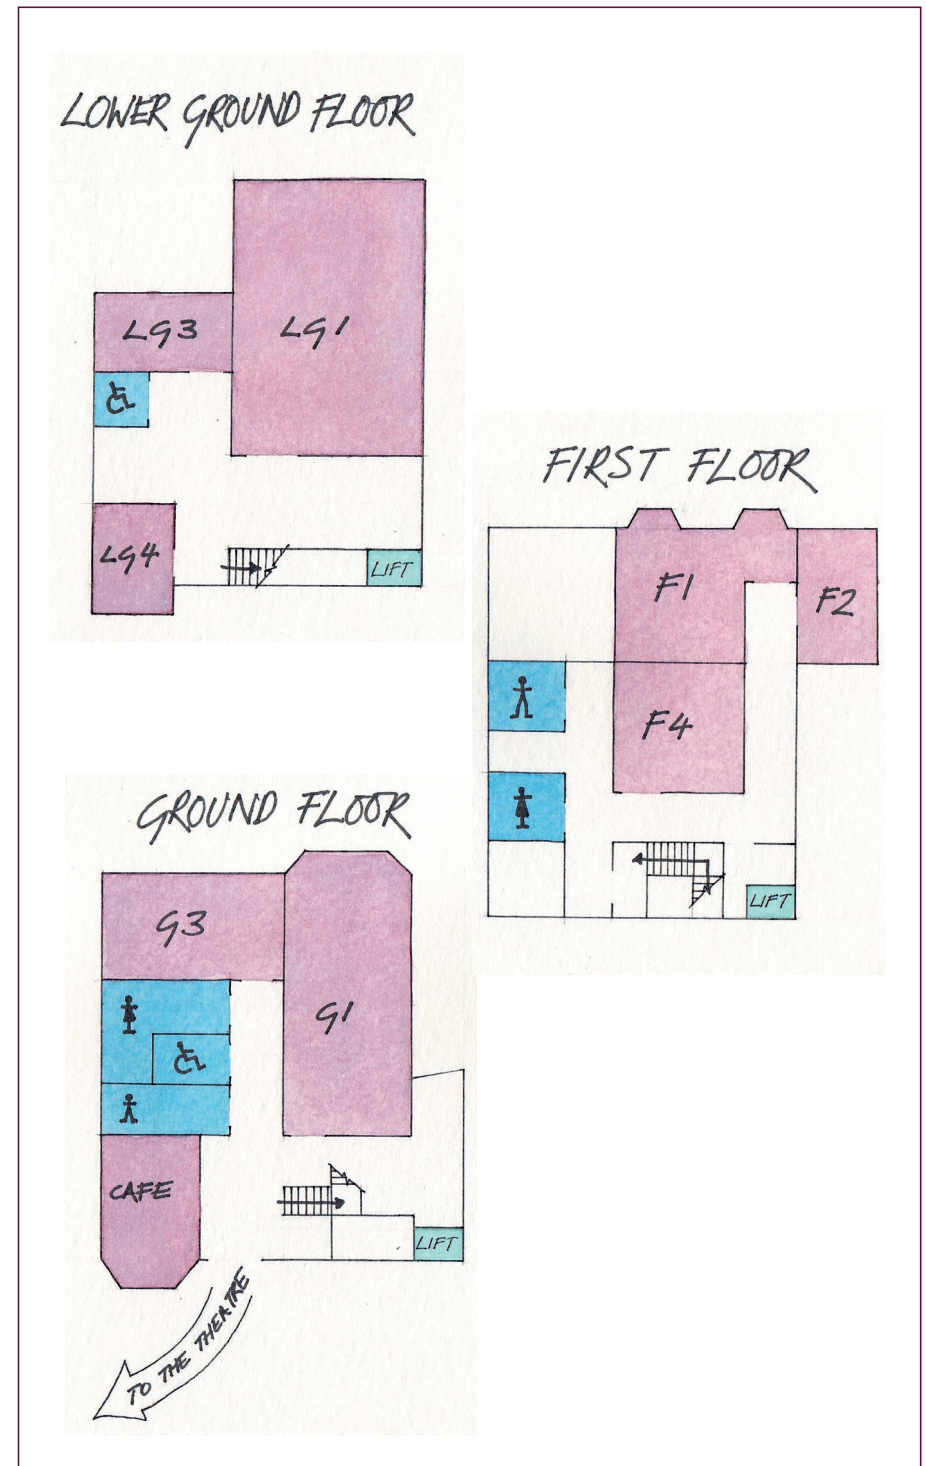 LOWER GROUND FLOOR
LG3
LG1
LG4
LIFT
FIRST FLOOR
F1
F2
F4
LIFT
GROUND FLOOR
G3
G1
CAFE
LIFT
TO THE THEATRE